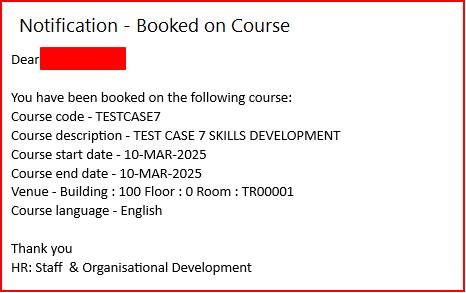 Notification - Booked on Course
Dear
You have been booked on the following course:
Course code - TESTCASE7
Course description - TEST CASE 7 SKILLS DEVELOPMENT
Course start date - 10-MAR-2025
Course end date - 10-MAR-2025
Venue - Building : 100 Floor : 0 Room : TR00001
Course language - English
Thank you
HR: Staff & Organisational Development